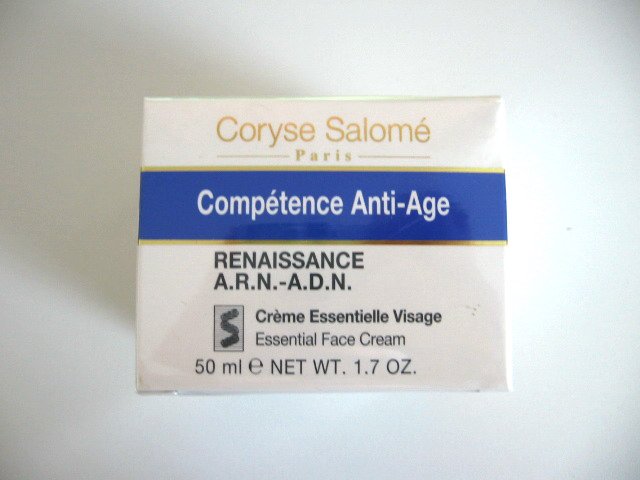 Coryse Salomé
Paris
Compétence Anti-Age
RENAISSANCE
A.R.N.-A.D.N.
S
Crème Essentielle Visage
Essential Face Cream
50 ml ℮ NET WT. 1.7 OZ.